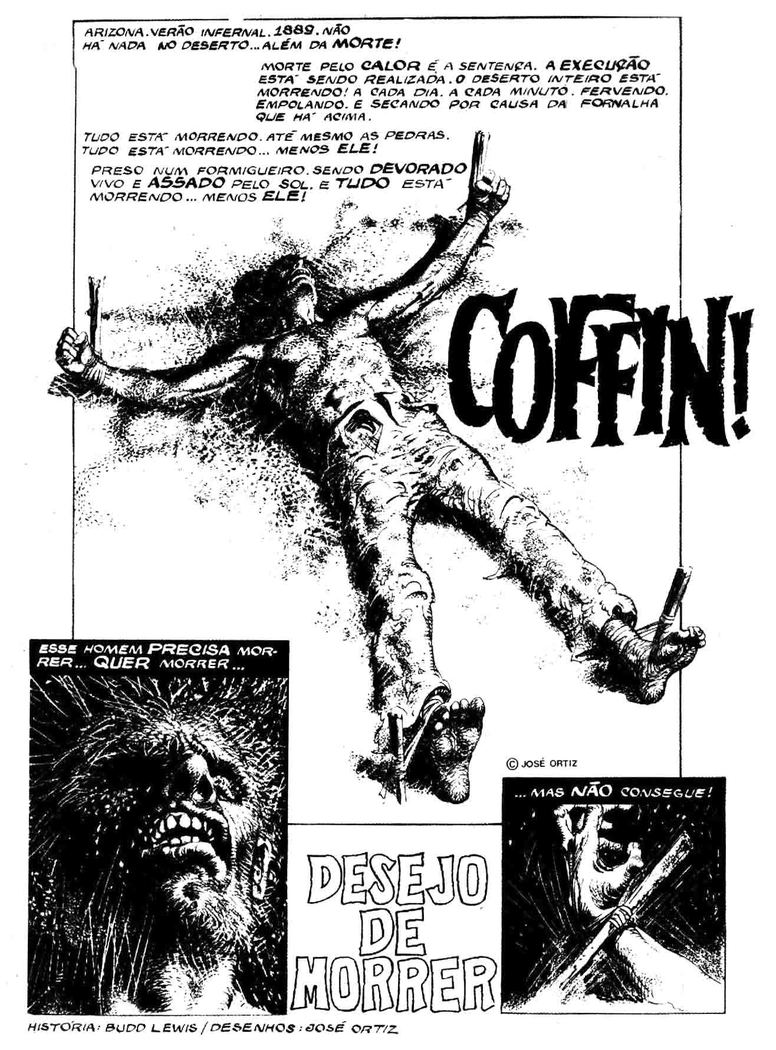 ARIZONA. VERÃO INFERNAL. 1889. NÃO
HÁ NADA NO DESERTO... ALÉM DA MORTE!
MORTE PELO CALOR É A SENTENÇA. A EXECUÇÃO
ESTÁ SENDO REALIZADA. O DESERTO INTEIRO ESTÁ
MORRENDO! A CADA DIA. A CADA MINUTO. FERVENDO.
EMPOLANDO. E SECANDO POR CAUSA DA FORNALHA
QUE HÁ ACIMA.
TUDO ESTÁ MORRENDO. ATÉ MESMO AS PEDRAS.
TUDO ESTÁ MORRENDO... MENOS ELE!
PRESO NUM FORMIGUEIRO. SENDO DEVORADO
VIVO E ASSADO PELO SOL. E TUDO ESTÁ
MORRENDO... MENOS ELE!
COFFIN!
ESSE HOMEM PRECISA MOR-
RER... QUER MORRER...
© JOSÉ ORTIZ
... MAS NÃO CONSEGUE!
DESEJO
DE
MORRER
HISTÓRIA: BUDD LEWIS / DESENHOS: JOSÉ ORTIZ